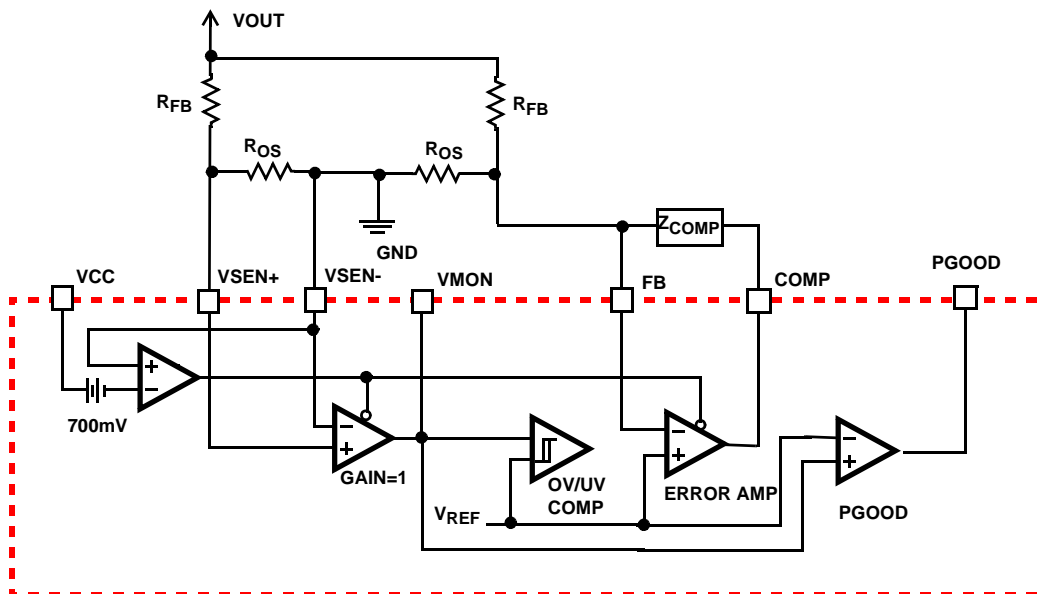 VOUT
RFB
RFB
ROS
ROS
GND
ZCOMP
VCC
VSEN+
VSEN-
VMON
FB
COMP
PGOOD
+
−
700mV
−
+
GAIN=1
OV/UV
COMP
−
+
ERROR AMP
−
+
PGOOD
VREF